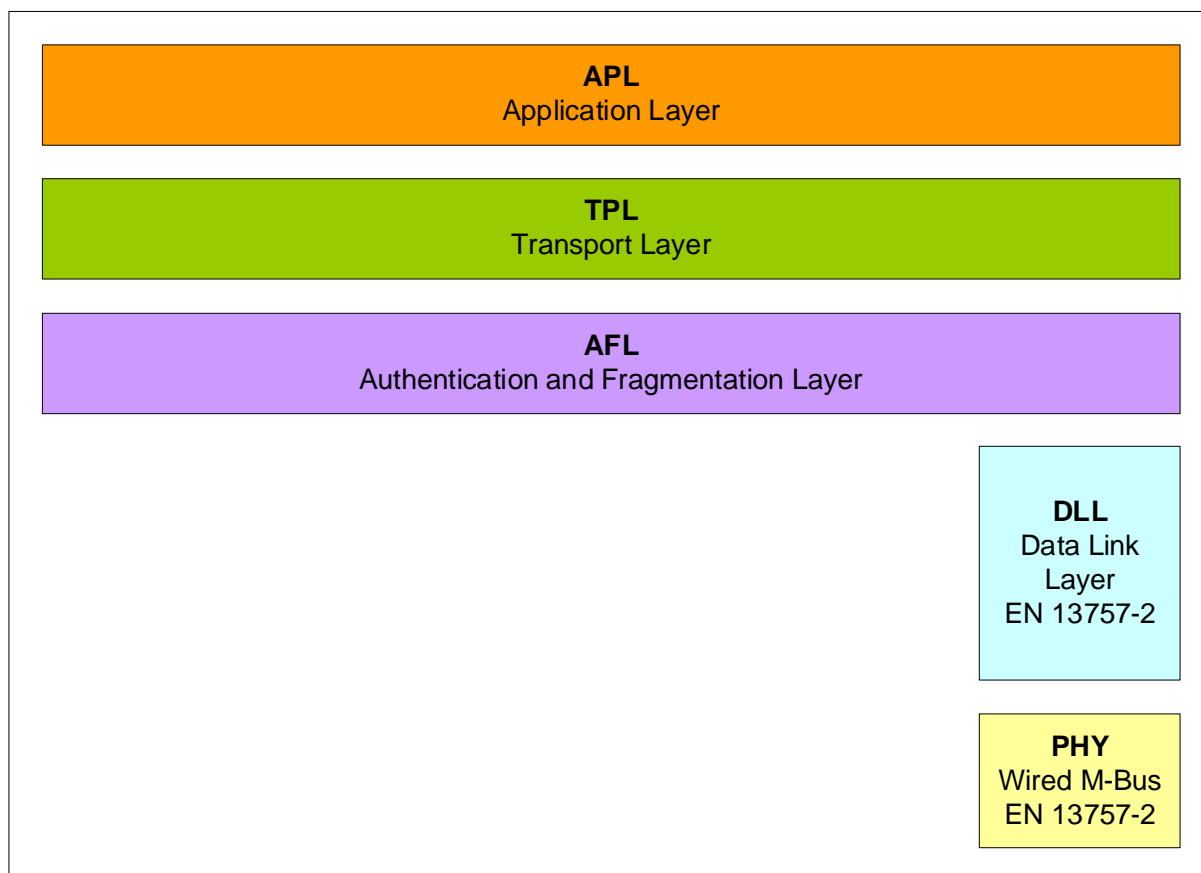 APL
Application Layer
TPL
Transport Layer
AFL
Authentication and Fragmentation Layer
DLL
Data Link
Layer
EN 13757-2
PHY
Wired M-Bus
EN 13757-2